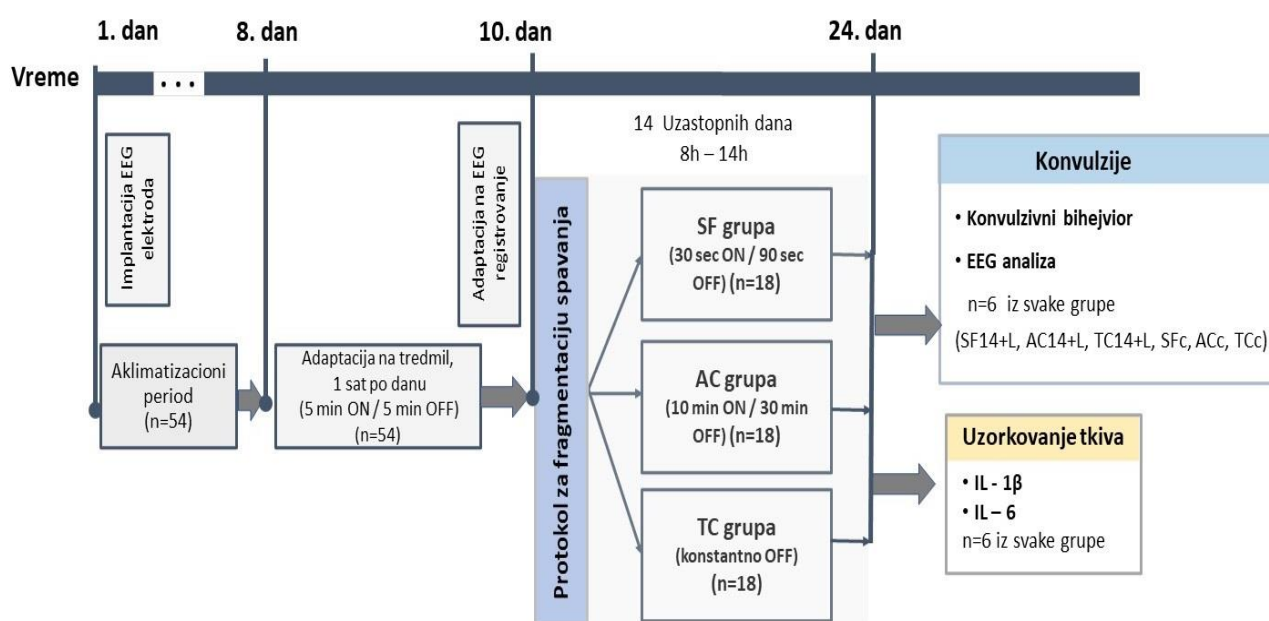 1. dan
8. dan
10. dan
24. dan
Vreme
...
Implantacija EEG
elektroda
Adaptacija na EEG
registrovanje
14 Uzastopnih dana
8h – 14h
Aklimatizacioni
period
(n=54)
Adaptacija na tredmil,
1 sat po danu
(5 min ON / 5 min OFF)
(n=54)
Protokol za fragmentaciju spavanja
SF grupa
(30 sec ON / 90 sec
OFF) (n=18)
AC grupa
(10 min ON / 30 min
OFF) (n=18)
TC grupa
(konstantno OFF)
(n=18)
Konvulzije
• Konvulzivni bihejvior
• EEG analiza
n=6 iz svake grupe
(SF14+L, AC14+L, TC14+L, SFc, ACc, TCc)
Uzorkovanje tkiva
• IL - 1β
• IL – 6
n=6 iz svake grupe